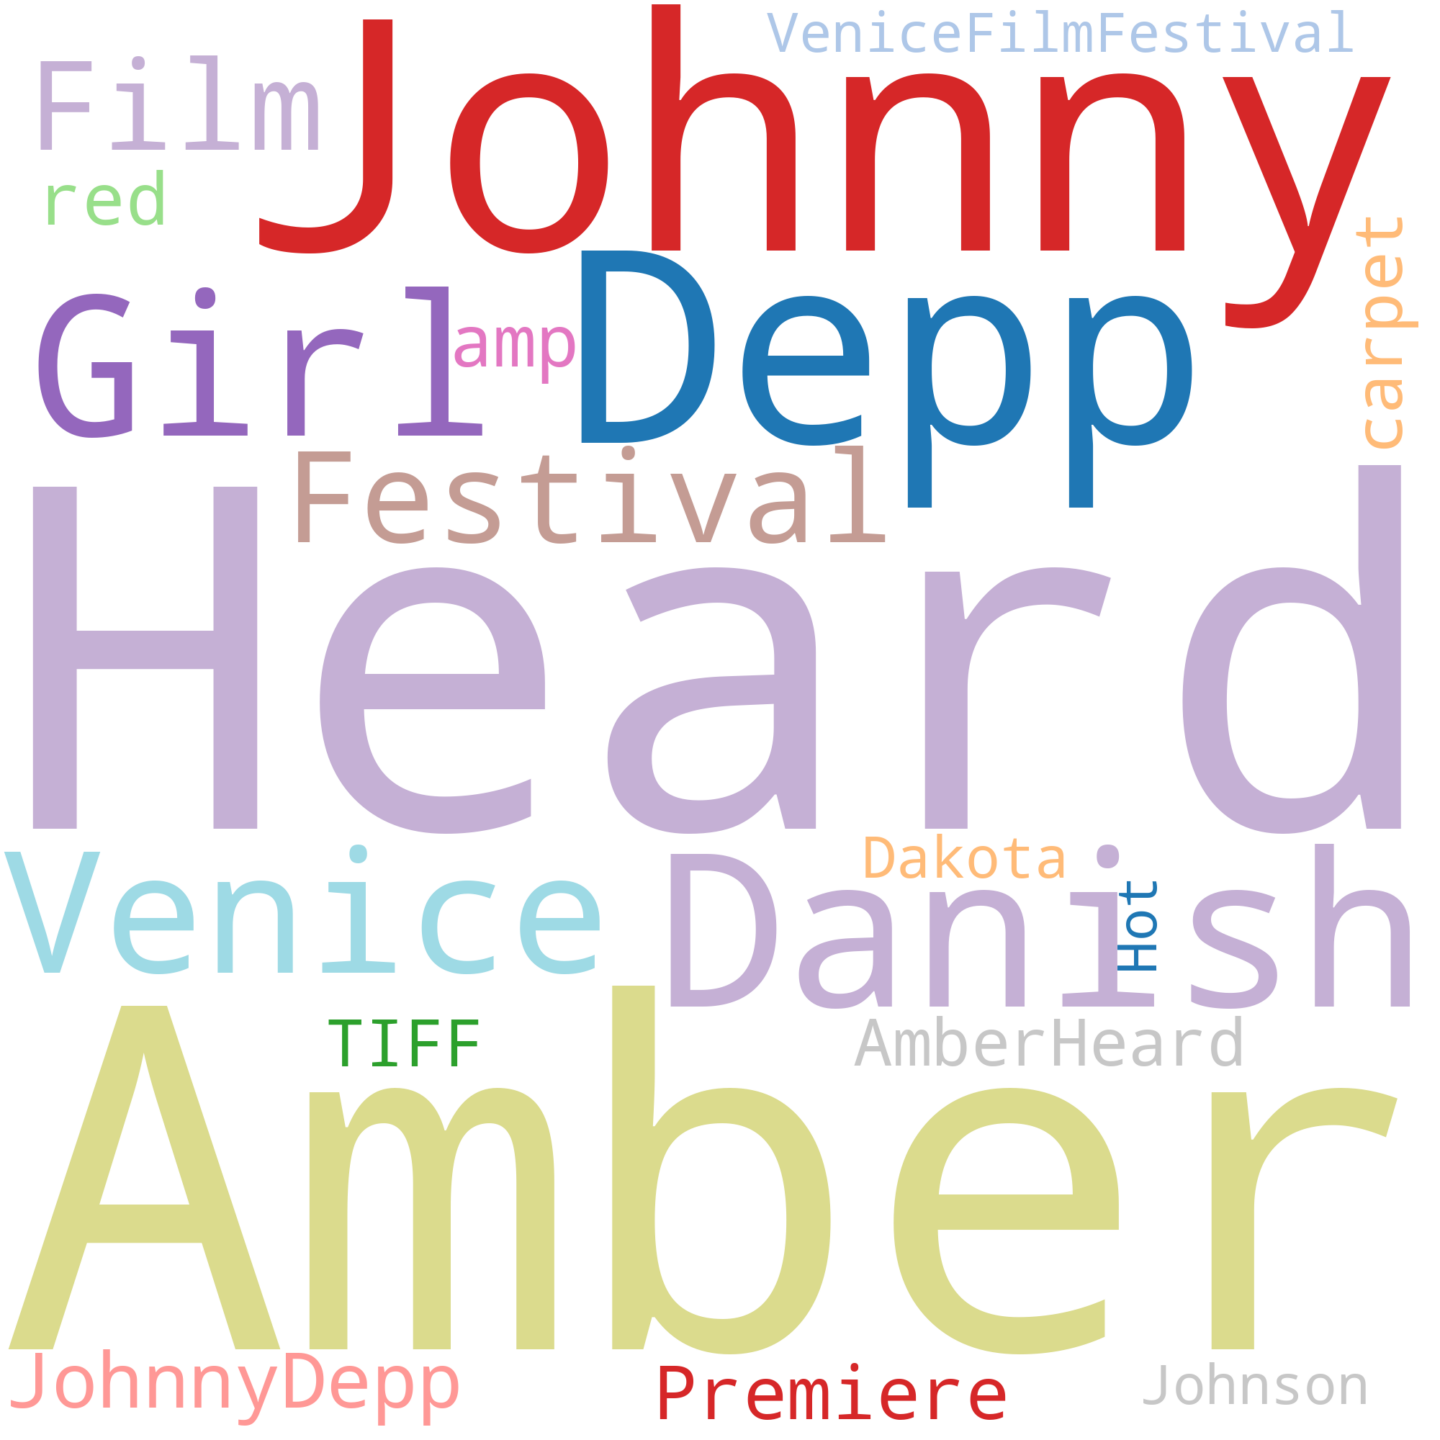 VeniceFilmFestival
Film
Johnny
red
carpet
Girl
amp
Depp
Festival
Heard
Venice
Dakota
Danish
Hot
TIFF
AmberHeard
Amber
JohnnyDepp
Premiere
Johnson